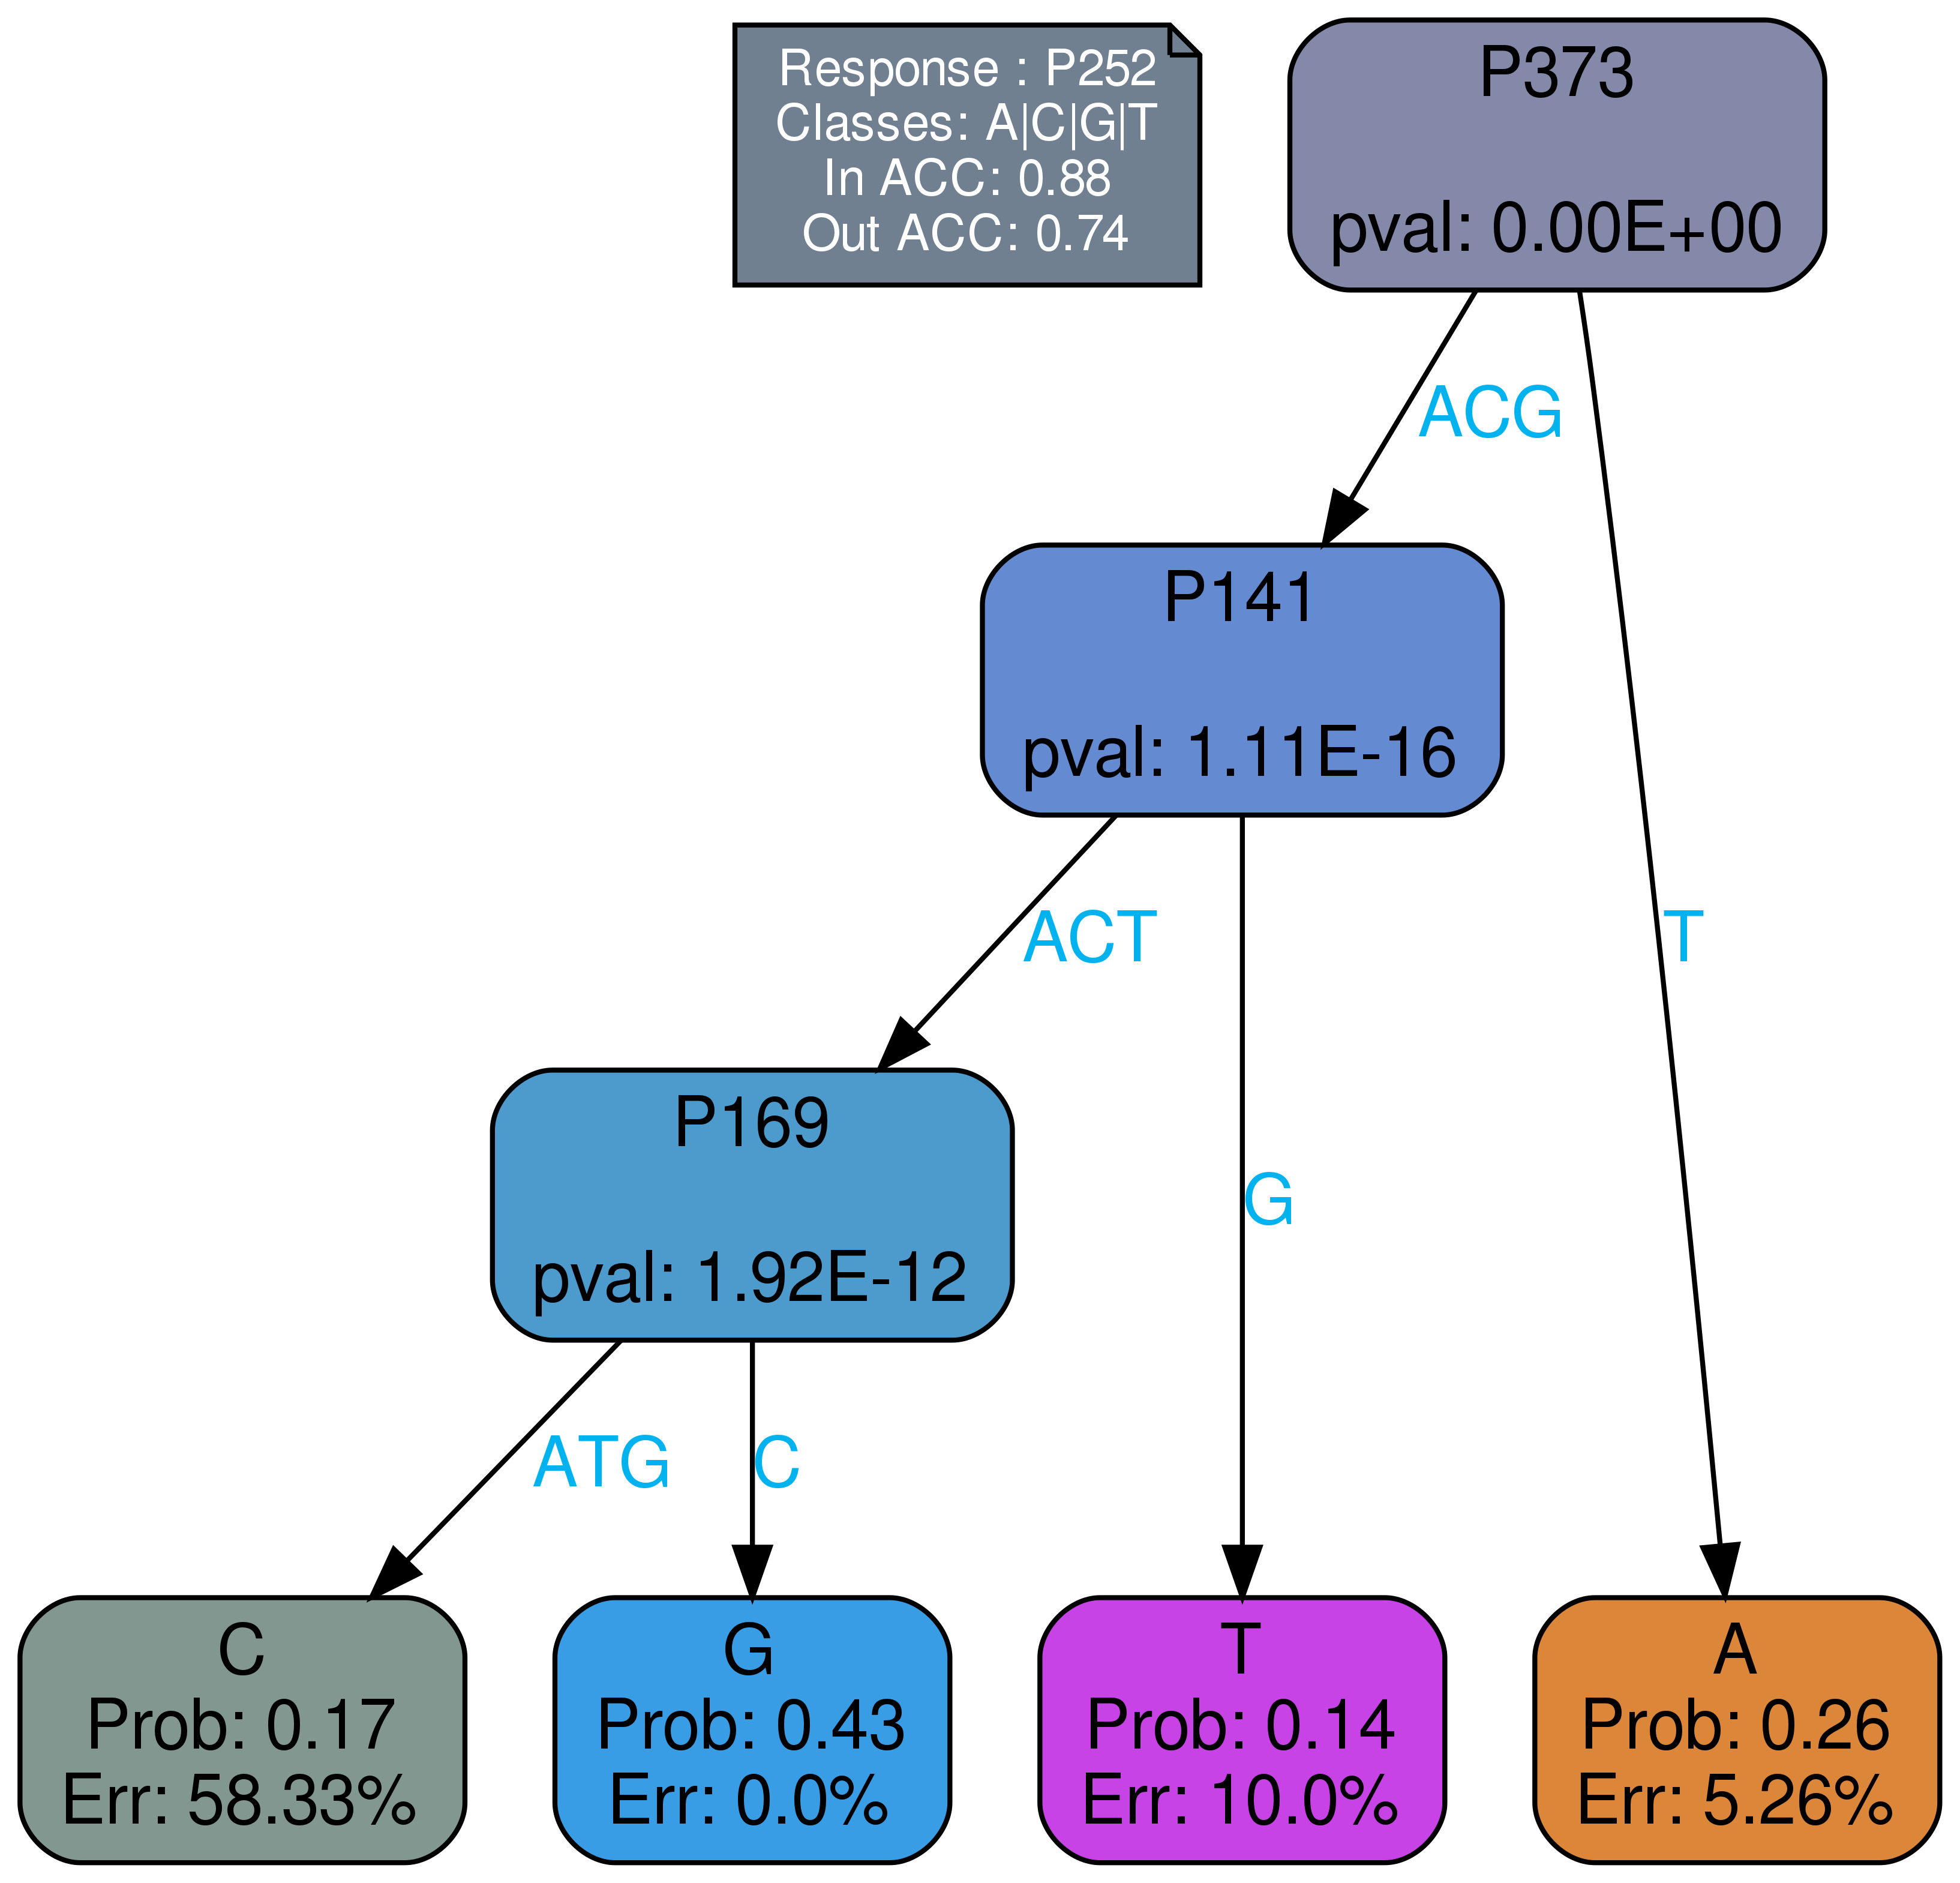 Response : P252
Classes: A|C|G|T
In ACC: 0.88
Out ACC: 0.74
P373
pval: 0.00E+00
ACG
P141
pval: 1.11E-16
ACT
T
P169
pval: 1.92E-12
G
ATG
C
C
Prob: 0.17
Err: 58.33%
G
Prob: 0.43
Err: 0.0%
T
Prob: 0.14
Err: 10.0%
A
Prob: 0.26
Err: 5.26%